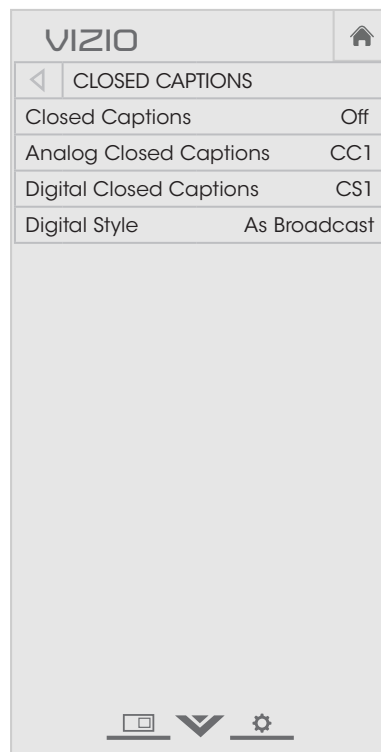 VIZIO
CLOSED CAPTIONS
Closed Captions Off
Analog Closed Captions CC1
Digital Closed Captions CS1
Digital Style As Broadcast